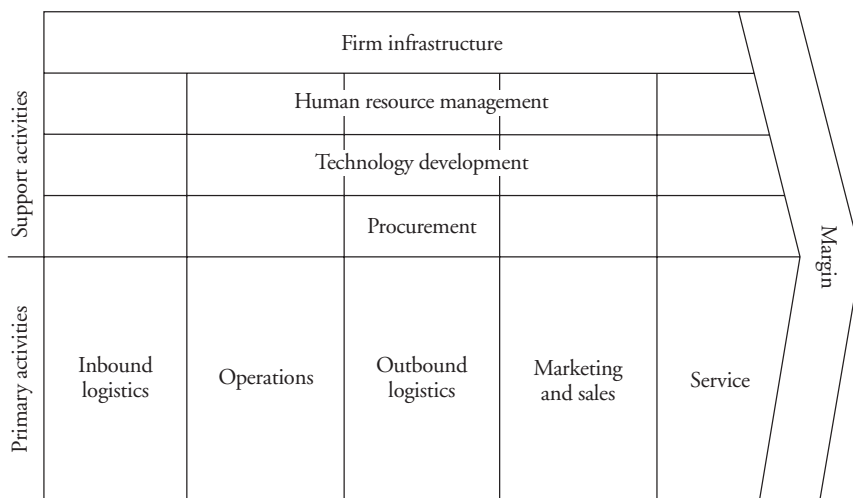 Support activities
Firm infrastructure
Human resource management
Technology development
Procurement
Primary activities
Inbound
logistics
Operations
Outbound
logistics
Marketing
and sales
Service
Margin